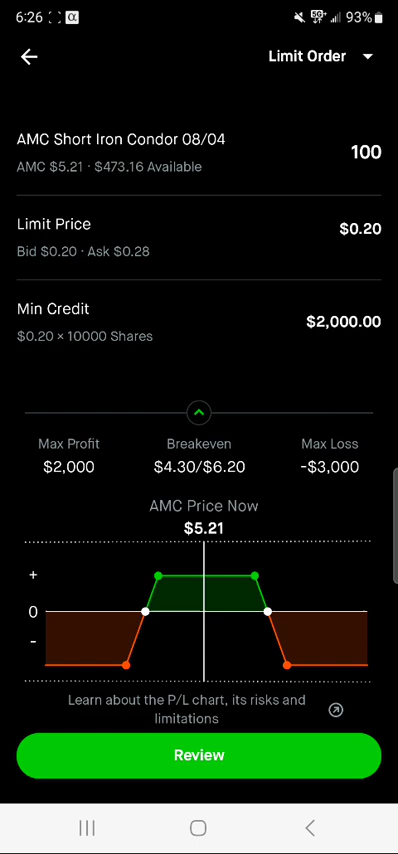 6:26 α 5G+ 93%
Limit Order
AMC Short Iron Condor 08/04
100
AMC $5.21 · $473.16 Available
Limit Price
$0.20
Bid $0.20 · Ask $0.28
Min Credit
$2,000.00
$0.20 × 10000 Shares
Max Profit Breakeven Max Loss
$2,000 $4.30/$6.20 -$3,000
AMC Price Now
$5.21
+
0
-
Learn about the P/L chart, its risks and
limitations
Review